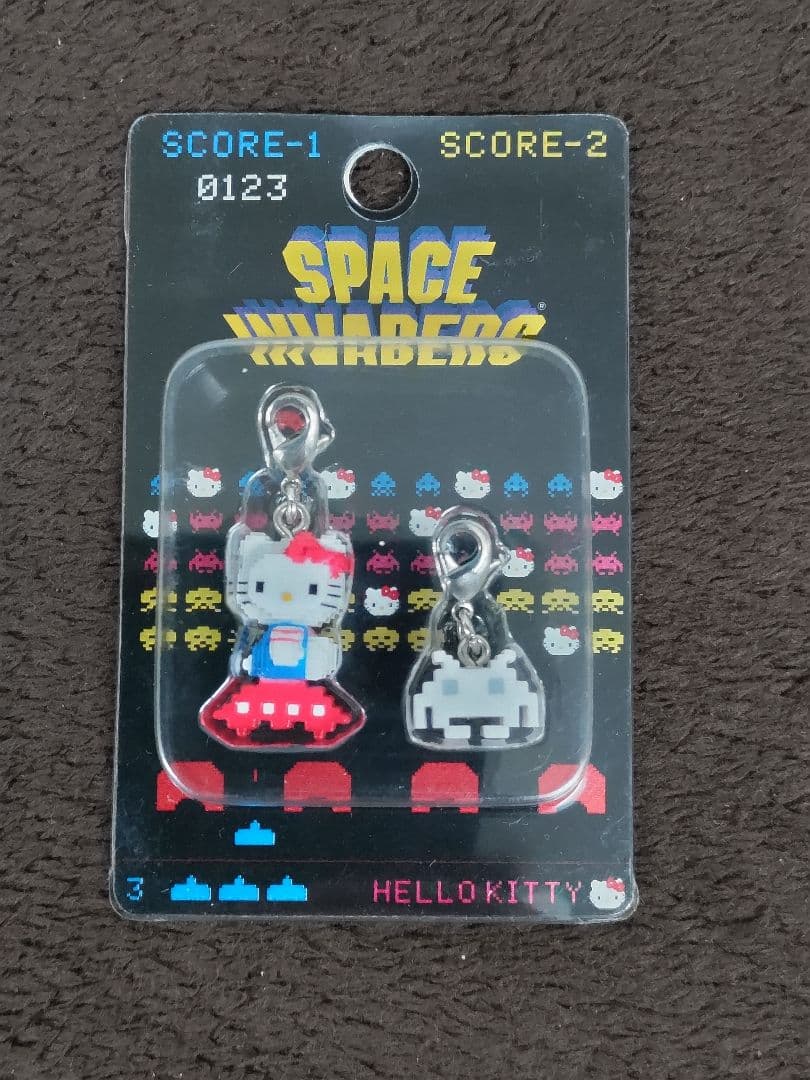 SCORE-1
SCORE-2
0123
SPACE
INVADERS®
3
HELLO KITTY